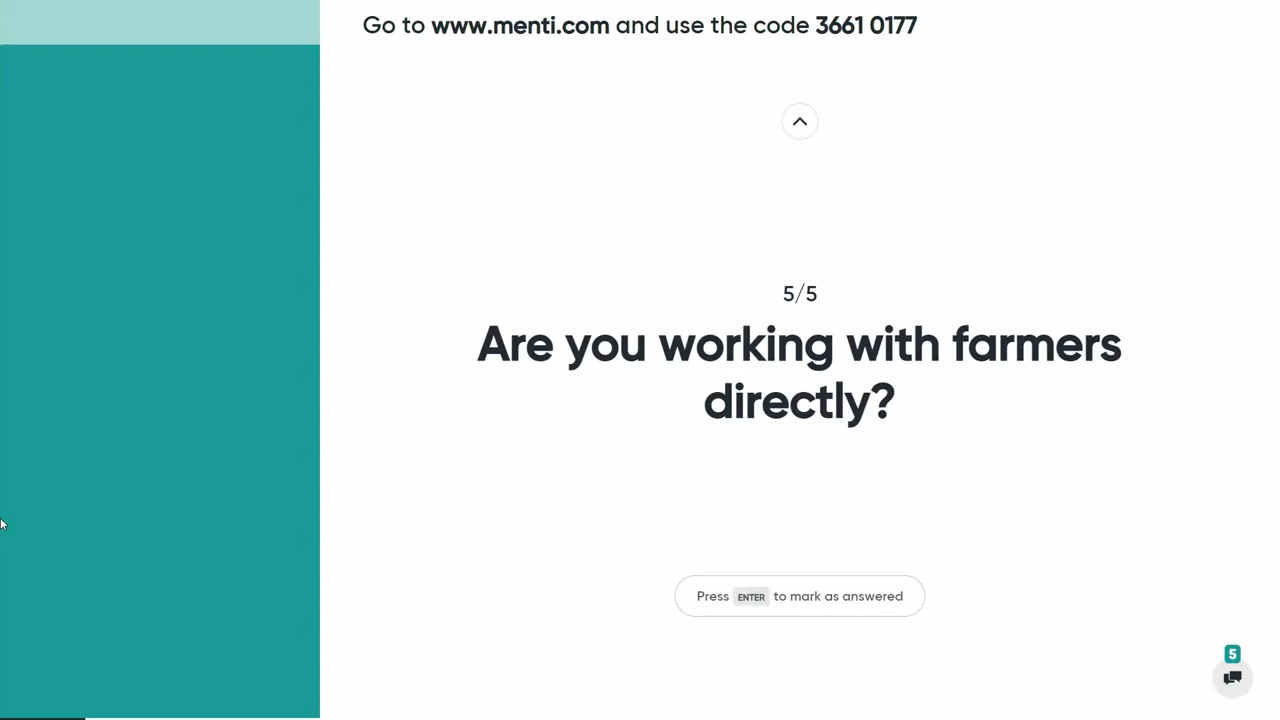 Go to www.menti.com and use the code 3661 0177
5/5
Are you working with farmers
directly?
Press ENTER to mark as answered
5